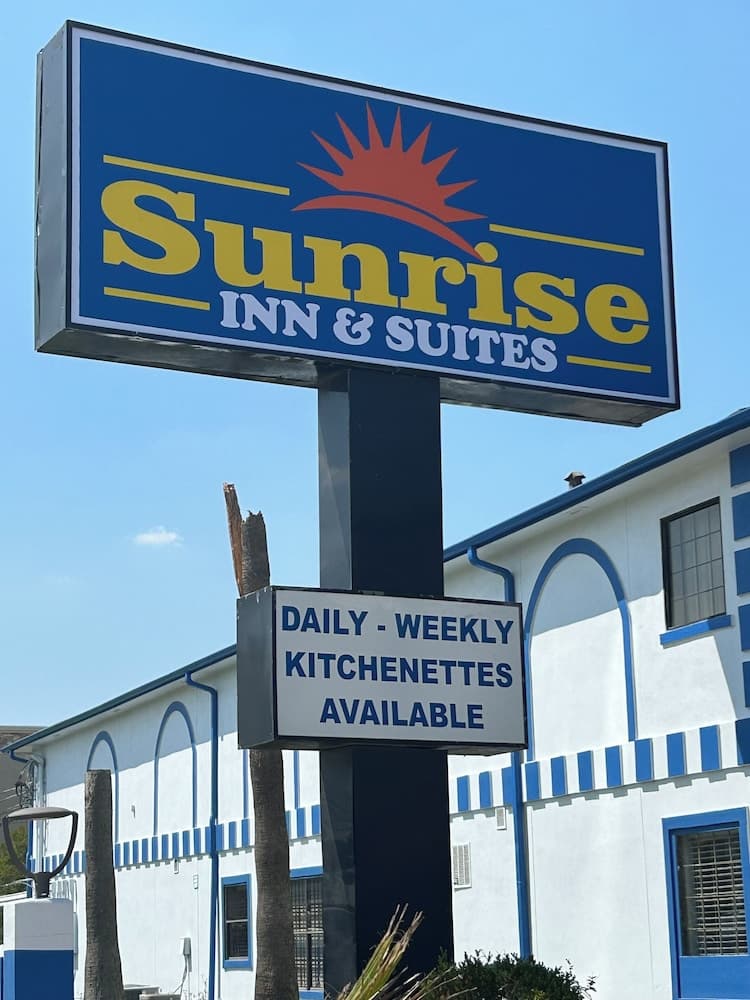 Sunrise
INN & SUITES
DAILY - WEEKLY
KITCHENETTES
AVAILABLE